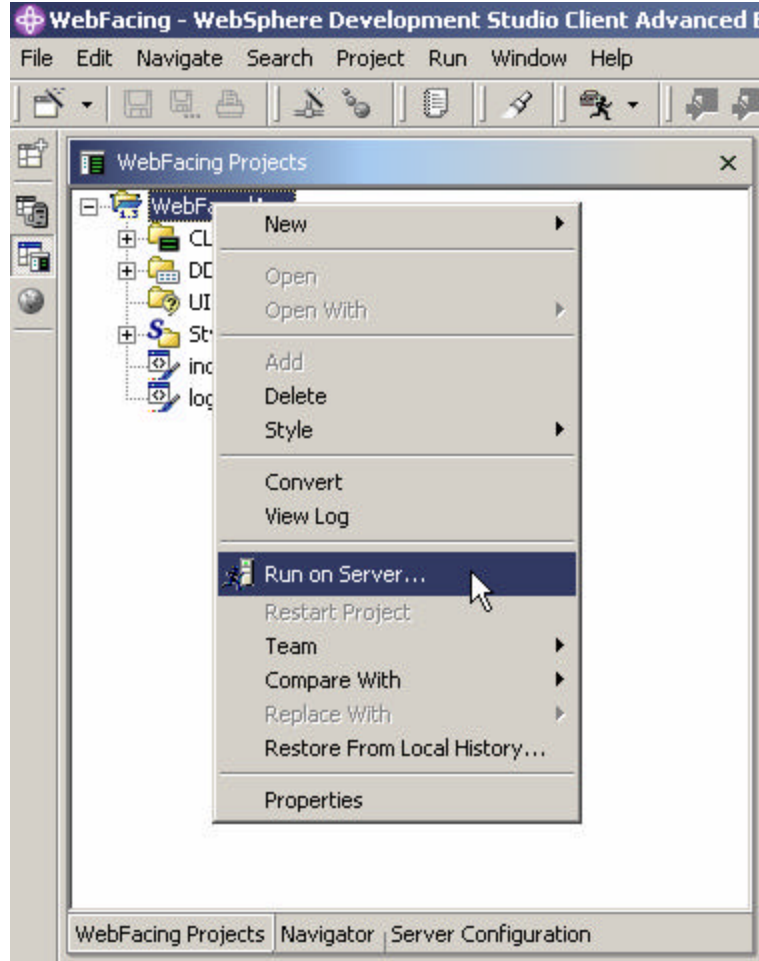 WebFacing - WebSphere Development Studio Client Advanced
File Edit Navigate Search Project Run Window Help
WebFacing Projects
New
CL
Open
Open With
UI
Add
Delete
Style
Convert
View Log
Run on Server...
Restart Project
Team
Compare With
Replace With
Restore From Local History...
Properties
WebFacing Projects Navigator Server Configuration